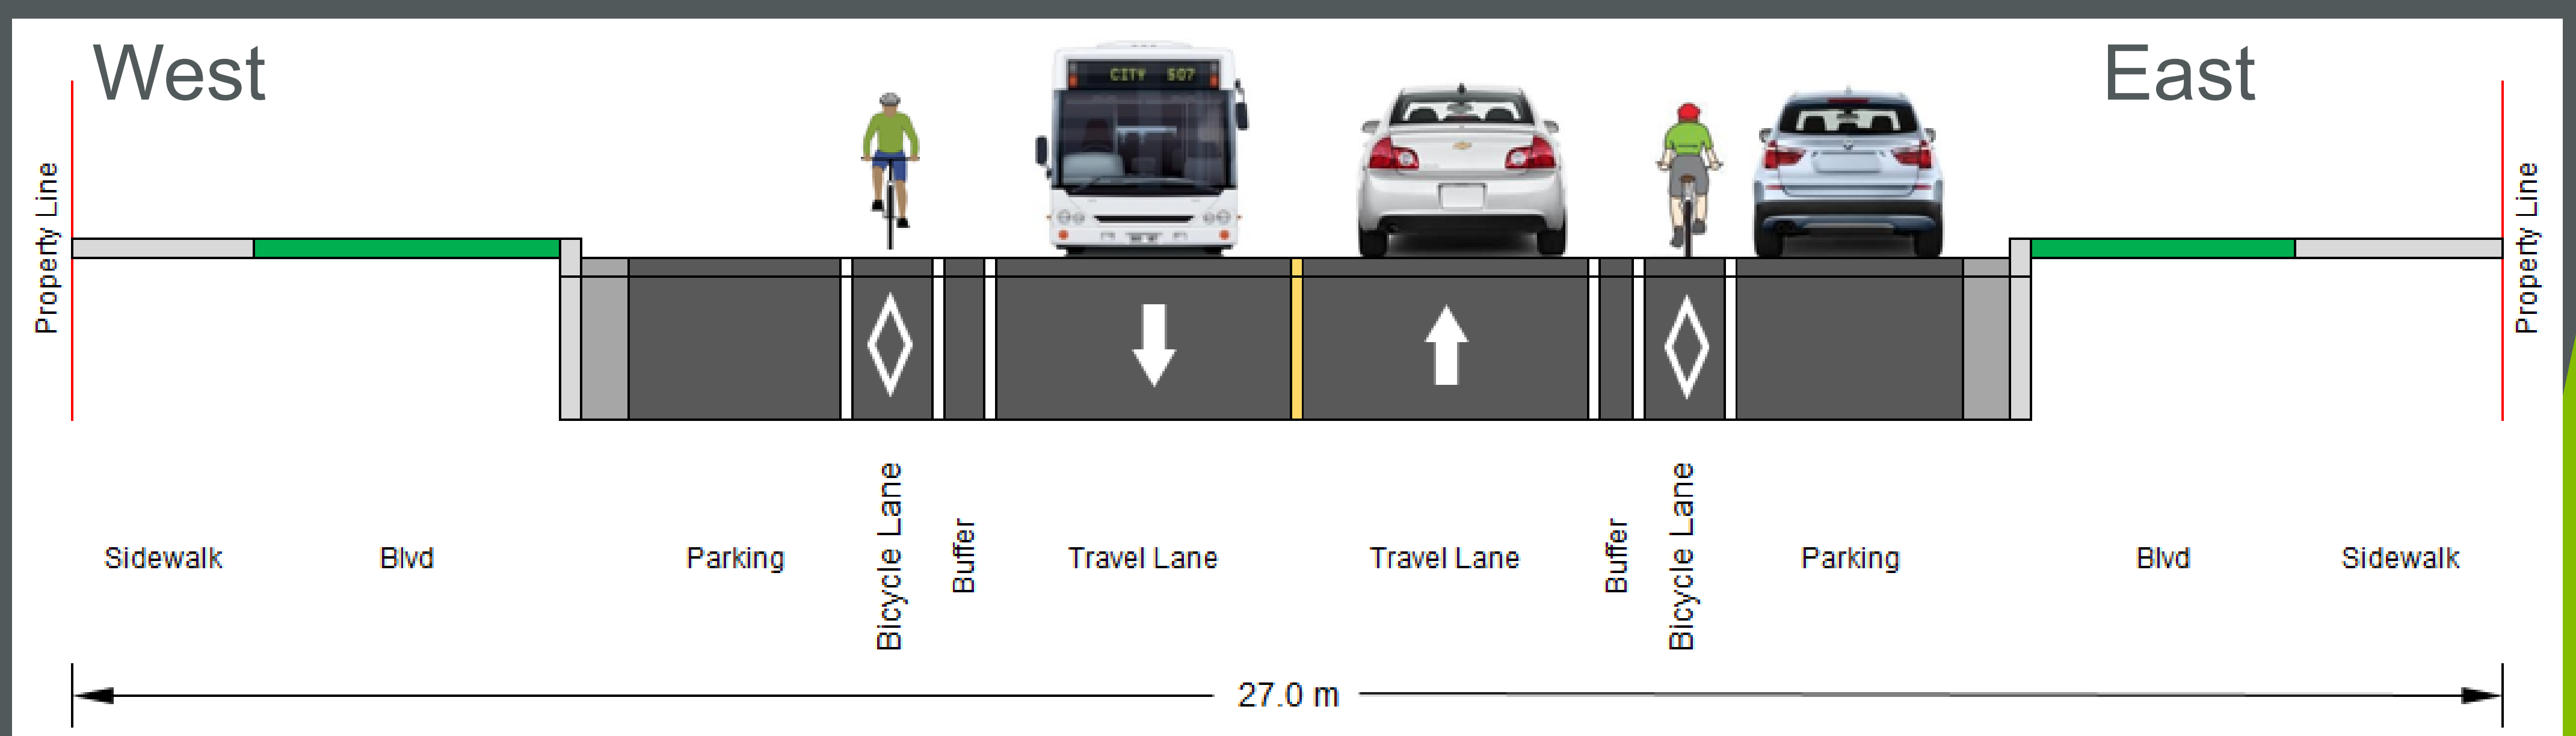 West
East
CITY 507
Property Line
Property Line
Sidewalk
Blvd
Parking
Bicycle Lane
Buffer
Travel Lane
Travel Lane
Buffer
Bicycle Lane
Parking
Blvd
Sidewalk
27.0 m